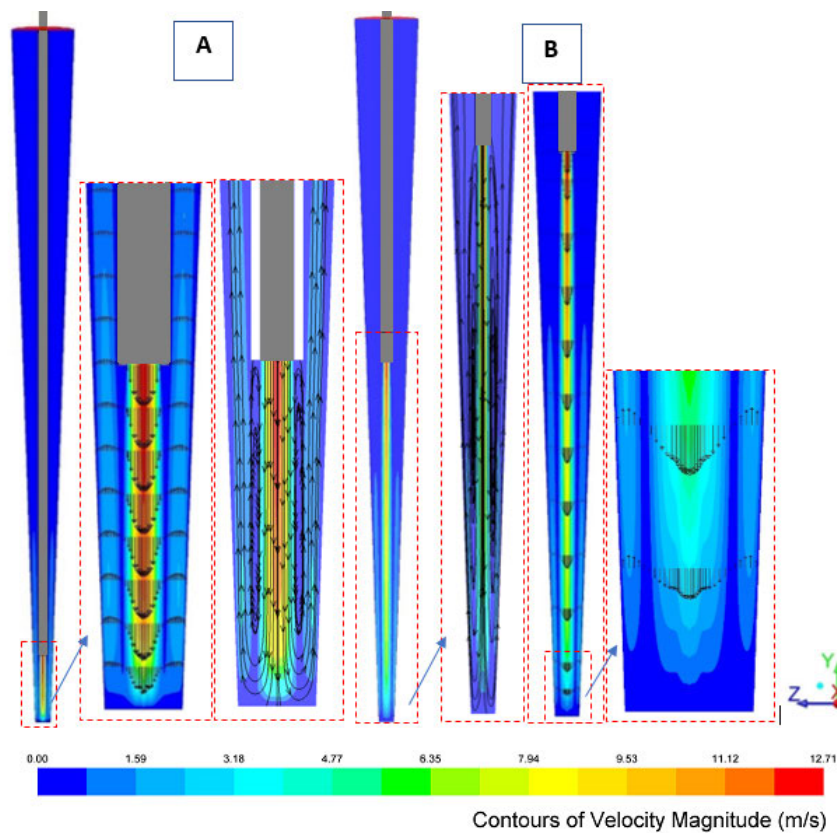 A
B
Y
Z
X
0.00 1.59 3.18 4.77 6.35 7.94 9.53 11.12 12.71
Contours of Velocity Magnitude (m/s)